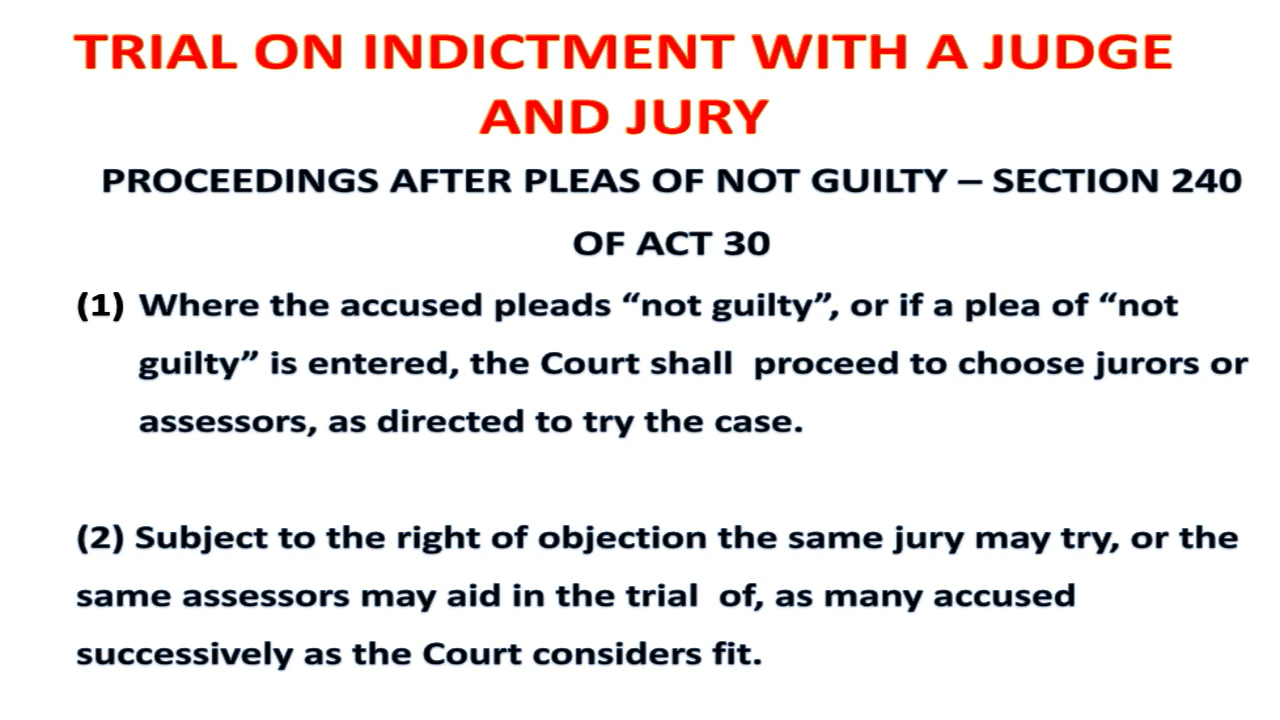 TRIAL ON INDICTMENT WITH A JUDGE
AND JURY
PROCEEDINGS AFTER PLEAS OF NOT GUILTY – SECTION 240
OF ACT 30
(1) Where the accused pleads “not guilty”, or if a plea of “not
guilty” is entered, the Court shall proceed to choose jurors or
assessors, as directed to try the case.
(2) Subject to the right of objection the same jury may try, or the
same assessors may aid in the trial of, as many accused
successively as the Court considers fit.